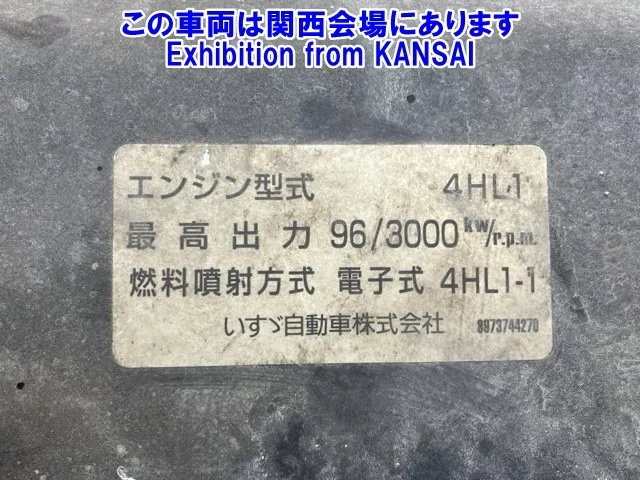 この車両は関西会場にあります
Exhibition from KANSAI
エンジン型式 4HL1
最高出力 96/3000 kw/r.p.m.
燃料噴射方式 電子式 4HL1-1
いすゞ自動車株式会社 8973744270